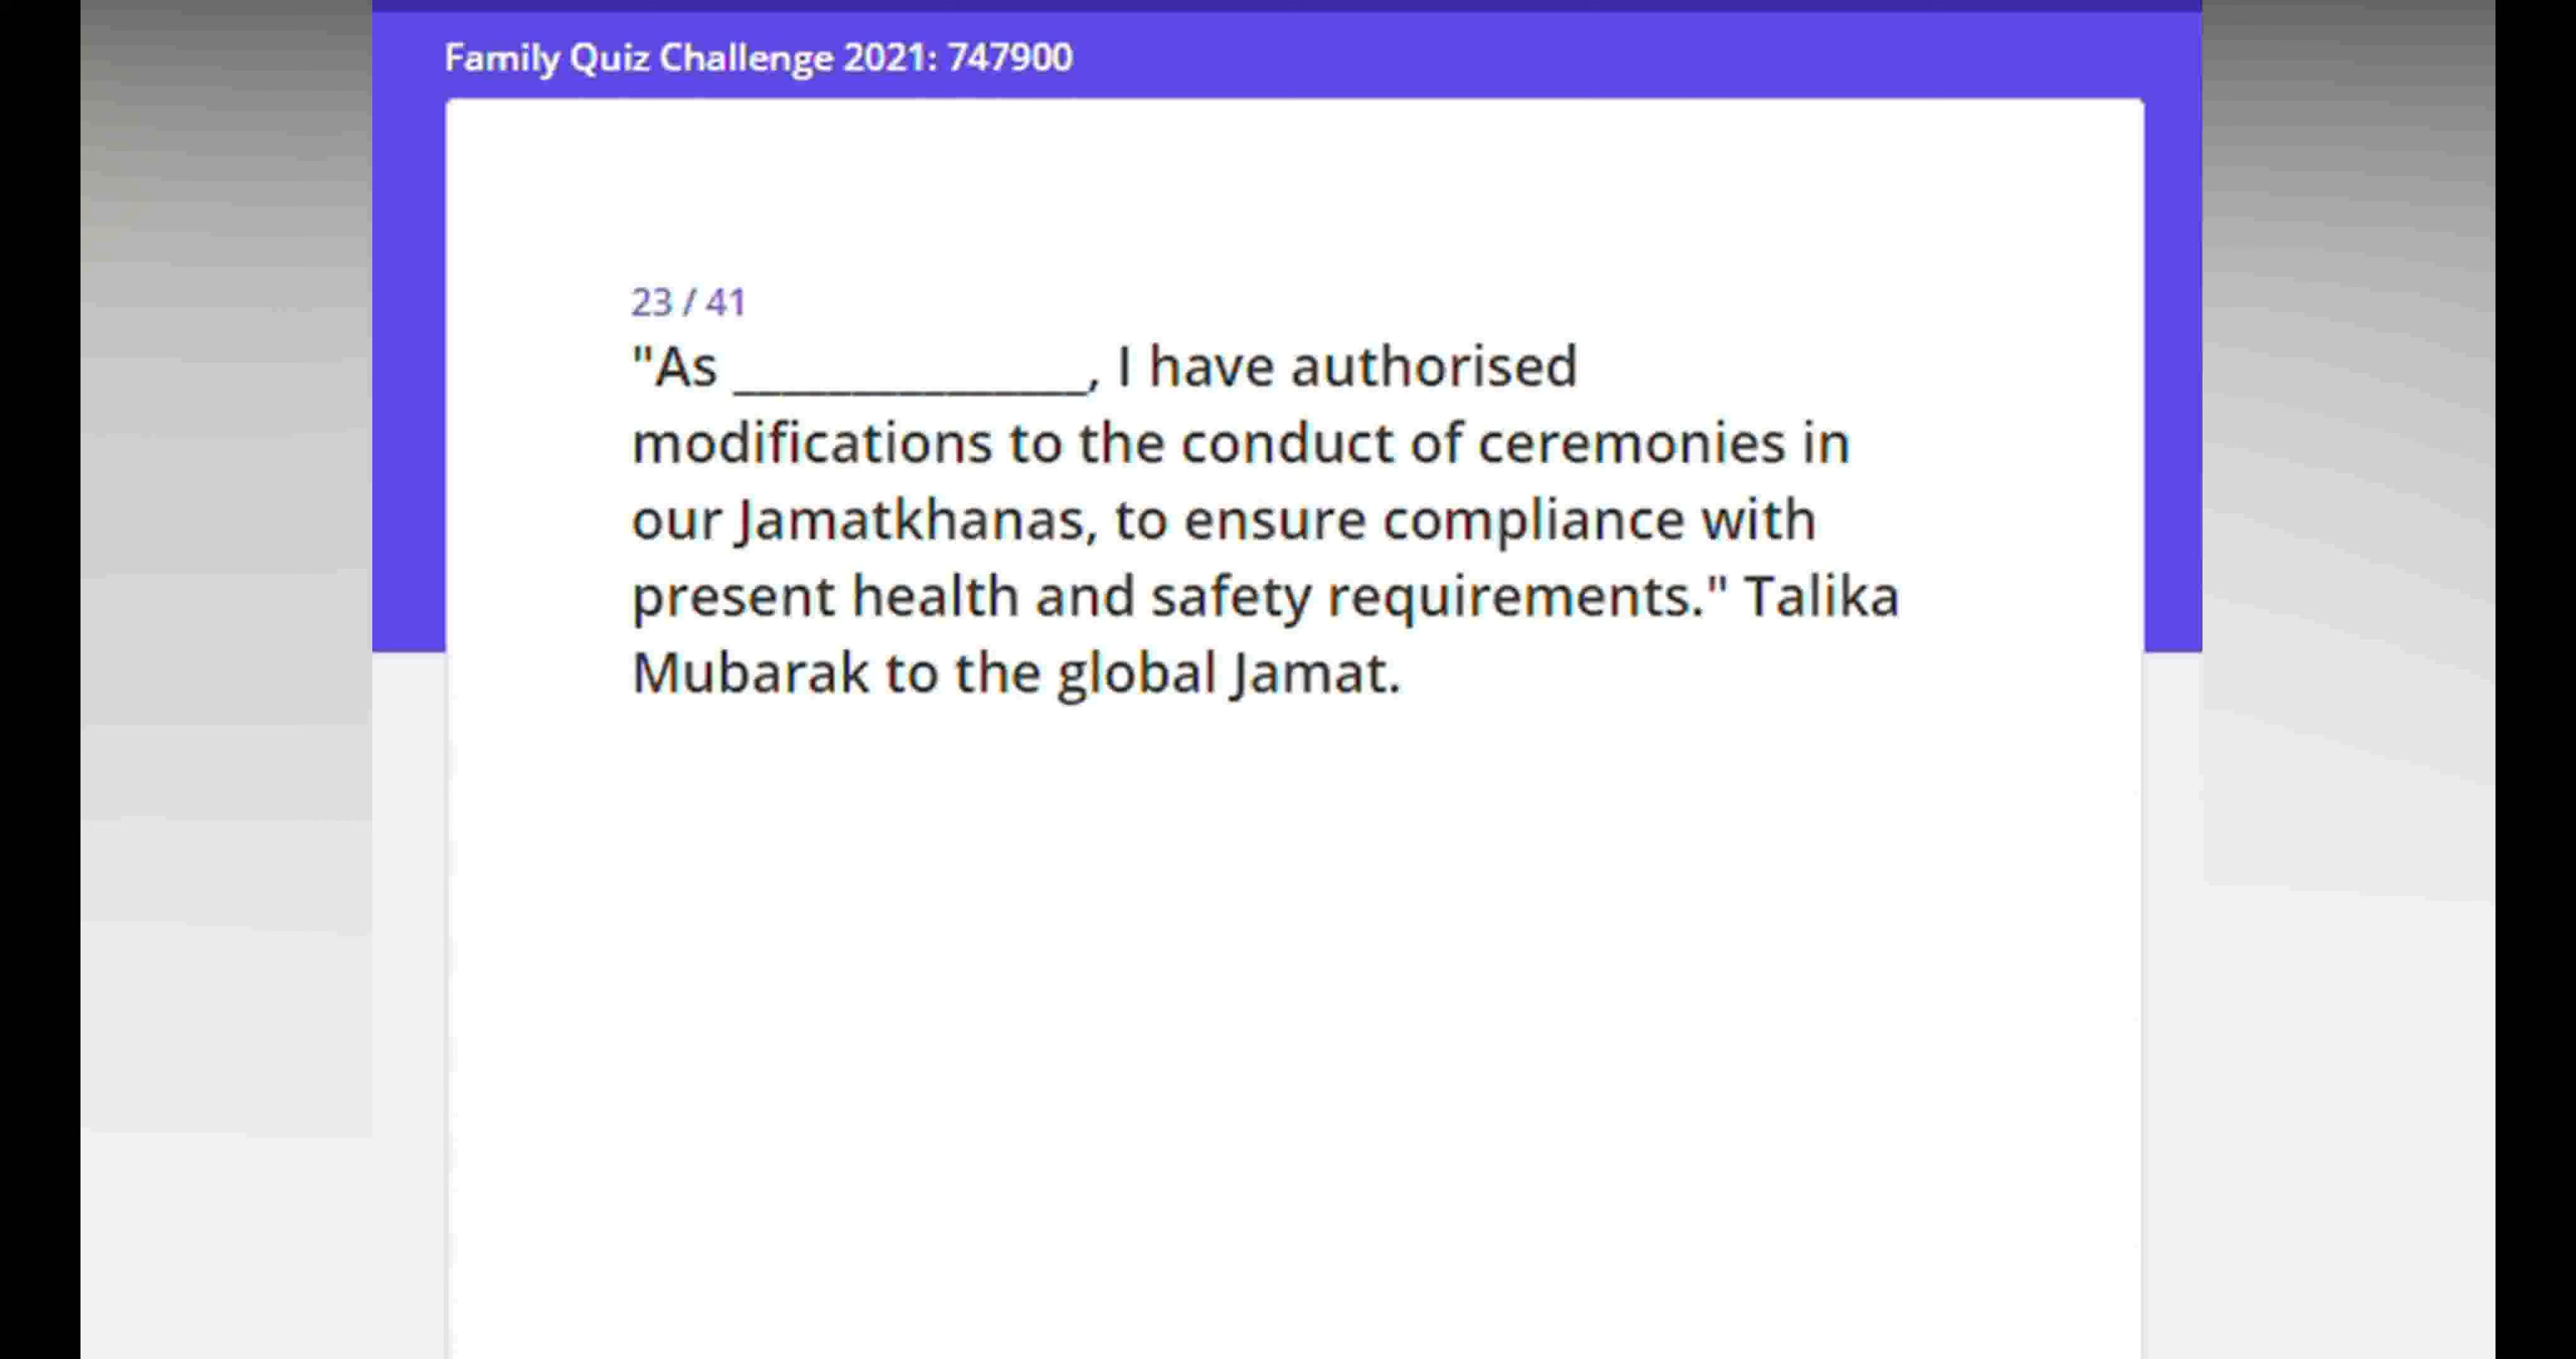 Family Quiz Challenge 2021: 747900
23 / 41
"As ______________, I have authorised
modifications to the conduct of ceremonies in
our Jamatkhanas, to ensure compliance with
present health and safety requirements." Talika
Mubarak to the global Jamat.